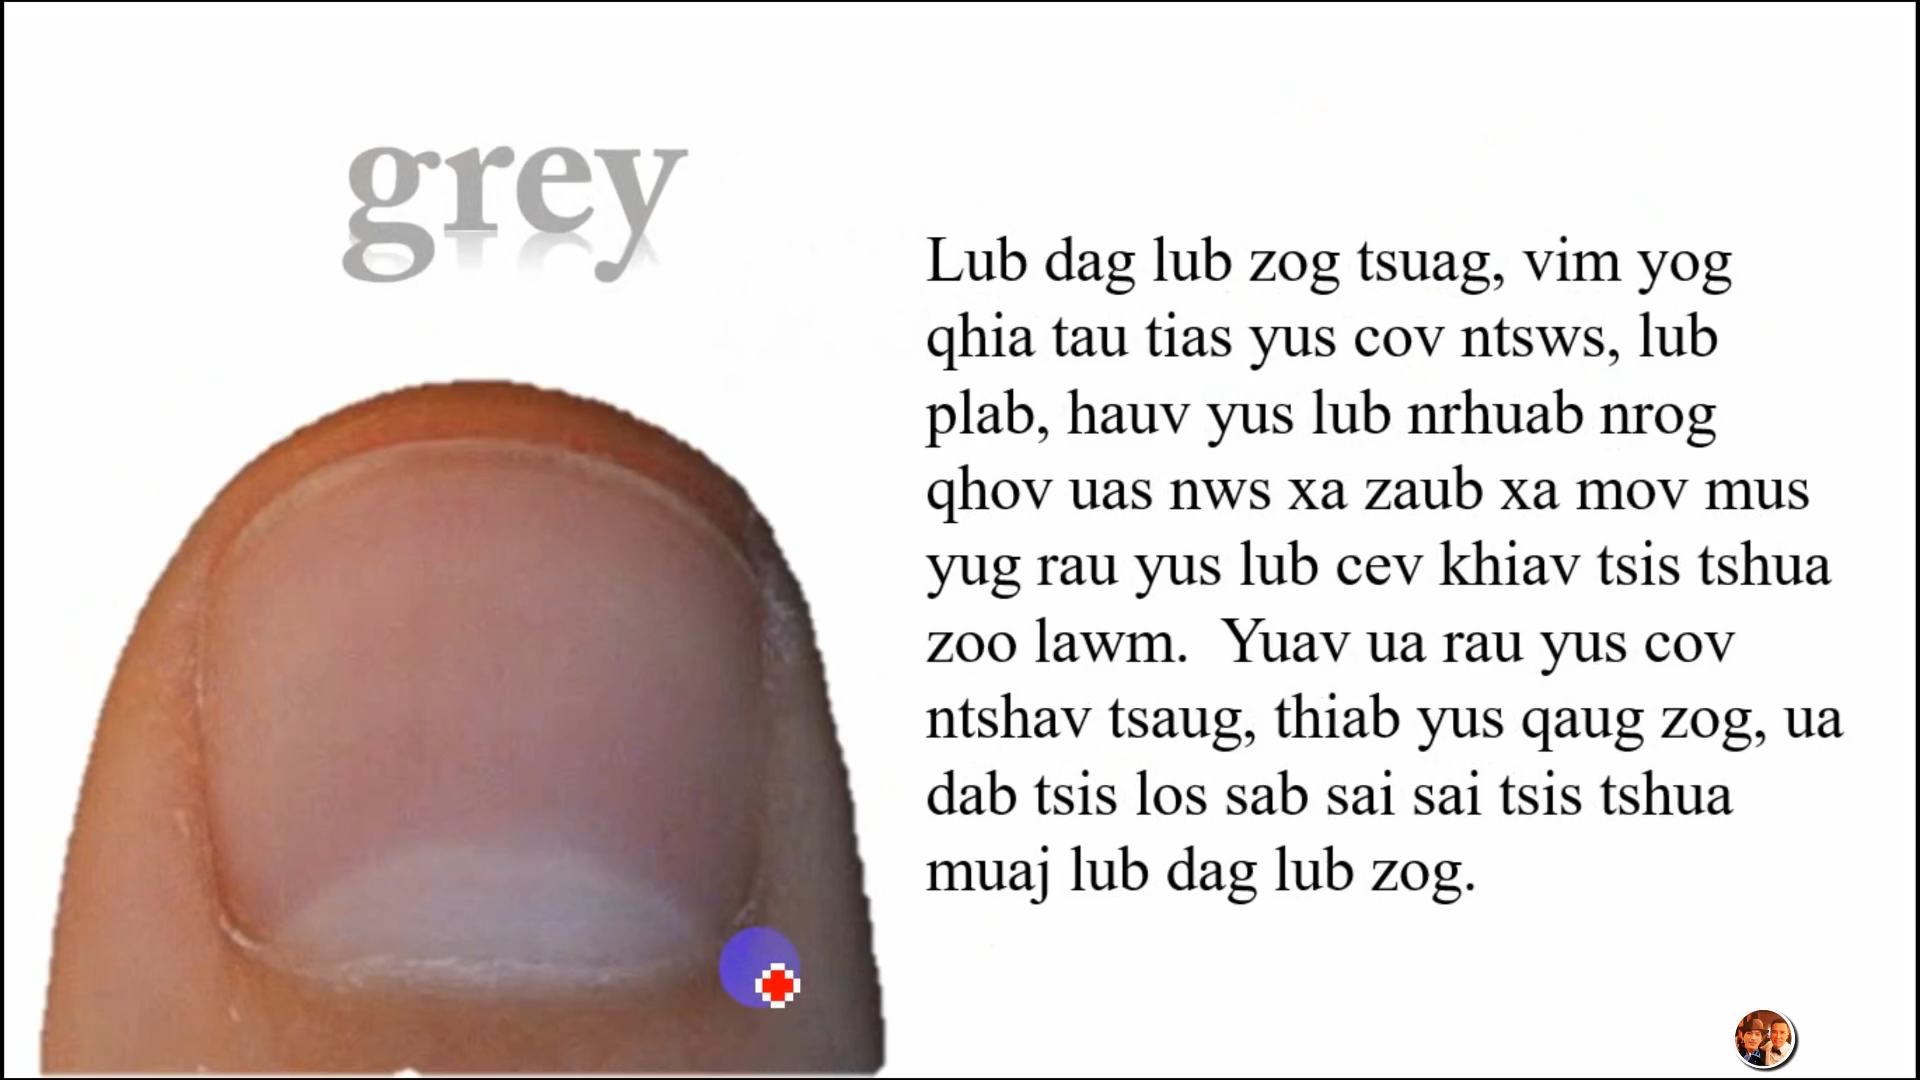 grey
Lub dag lub zog tsuag, vim yog
qhia tau tias yus cov ntsws, lub
plab, hauv yus lub nrhuab nrog
qhov uas nws xa zaub xa mov mus
yug rau yus lub cev khiav tsis tshua
zoo lawm.  Yuav ua rau yus cov
ntshav tsaug, thiab yus qaug zog, ua
dab tsis los sab sai sai tsis tshua
muaj lub dag lub zog.